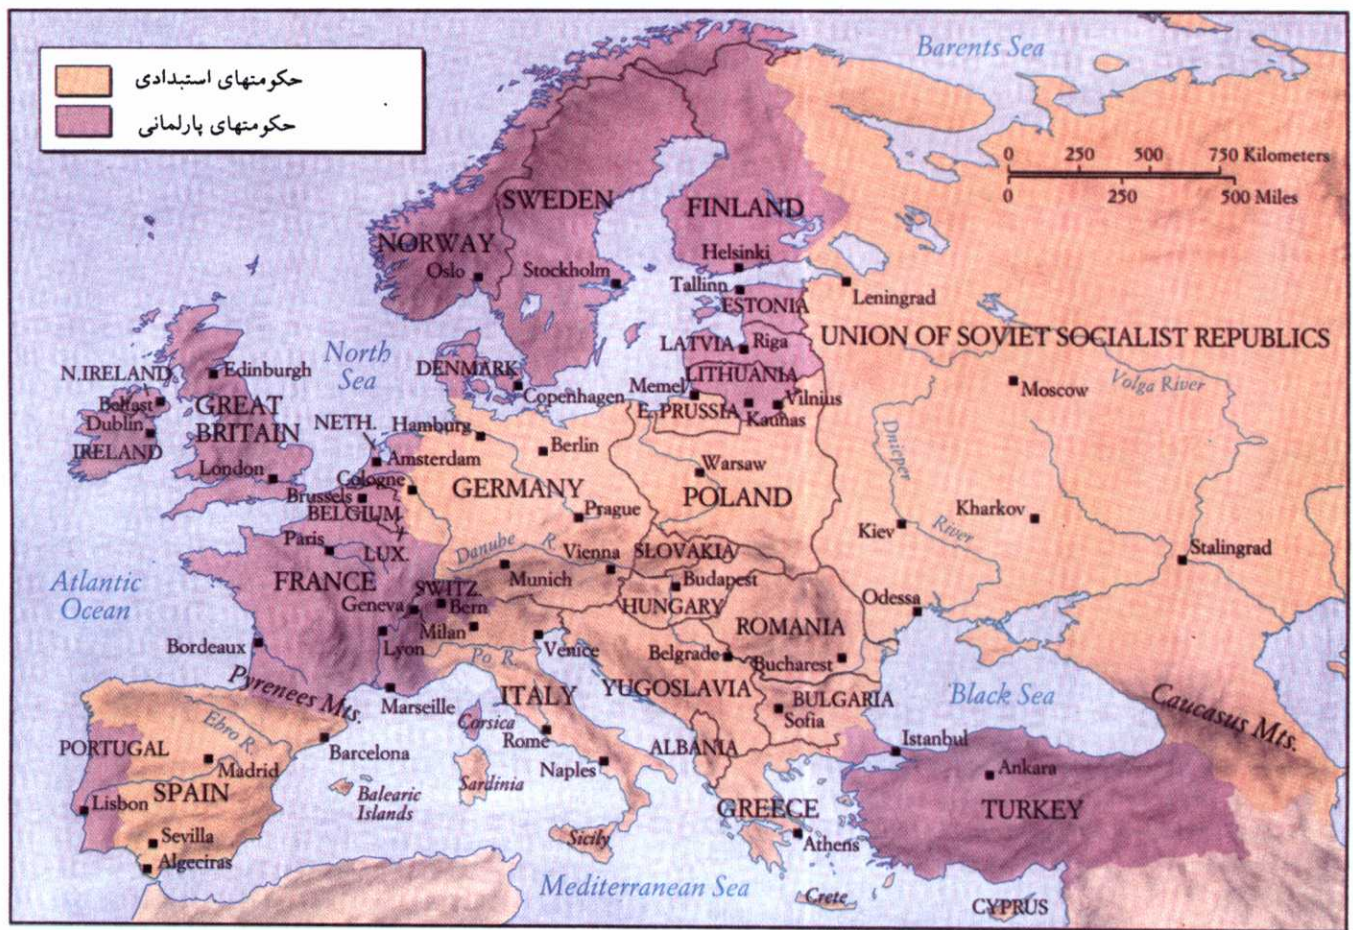 حکومتهای استبدادی
حکومتهای پارلمانی
Barents Sea
0 250 500 750 Kilometers
0 250 500 Miles
SWEDEN
FINLAND
NORWAY
Helsinki
Oslo
Stockholm
Tallinn
ESTONIA
Leningrad
UNION OF SOVIET SOCIALIST REPUBLICS
North
Sea
LATVIA
Riga
N.IRELAND
Edinburgh
DENMARK
LITHUANIA
Memel
Moscow
Volga River
Belfast
GREAT
BRITAIN
Copenhagen
Vilnius
E. PRUSSIA
Kaunas
Dublin
IRELAND
NETH.
Hamburg
Berlin
Dnieper
River
London
Amsterdam
Cologne
Warsaw
GERMANY
POLAND
Brussels
BELGIUM
Prague
Kharkov
Kiev
Paris
LUX.
Danube R.
Vienna
SLOVAKIA
Stalingrad
Atlantic
Ocean
FRANCE
SWITZ.
Munich
Budapest
Geneva
Bern
HUNGARY
Odessa
Milan
ROMANIA
Bordeaux
Lyon
Po. R.
Venice
Belgrade
Bucharest
Pyrenees Mts.
Marseille
ITALY
YUGOSLAVIA
BULGARIA
Sofia
Black Sea
Caucasus Mts.
Ebro R.
Corsica
Rome
PORTUGAL
Barcelona
ALBANIA
Istanbul
Madrid
Naples
Ankara
SPAIN
Balearic
Islands
Sardinia
Lisbon
GREECE
TURKEY
Sevilla
Sicily
Athens
Algeciras
Mediterranean Sea
Crete
CYPRUS